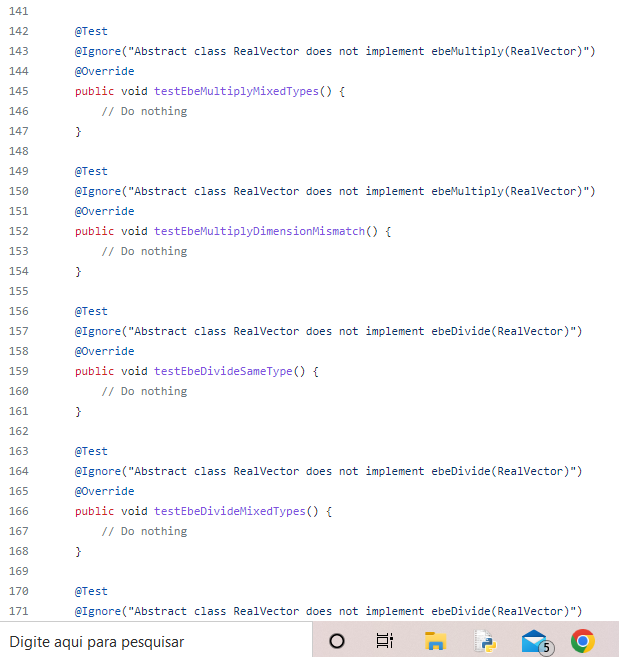 141
142 @Test
143 @Ignore("Abstract class RealVector does not implement ebeMultiply(RealVector)")
144 @Override
145 public void testEbeMultiplyMixedTypes() {
146 // Do nothing
147 }
148
149 @Test
150 @Ignore("Abstract class RealVector does not implement ebeMultiply(RealVector)")
151 @Override
152 public void testEbeMultiplyDimensionMismatch() {
153 // Do nothing
154 }
155
156 @Test
157 @Ignore("Abstract class RealVector does not implement ebeDivide(RealVector)")
158 @Override
159 public void testEbeDivideSameType() {
160 // Do nothing
161 }
162
163 @Test
164 @Ignore("Abstract class RealVector does not implement ebeDivide(RealVector)")
165 @Override
166 public void testEbeDivideMixedTypes() {
167 // Do nothing
168 }
169
170 @Test
171 @Ignore("Abstract class RealVector does not implement ebeDivide(RealVector)")
Digite aqui para pesquisar
5